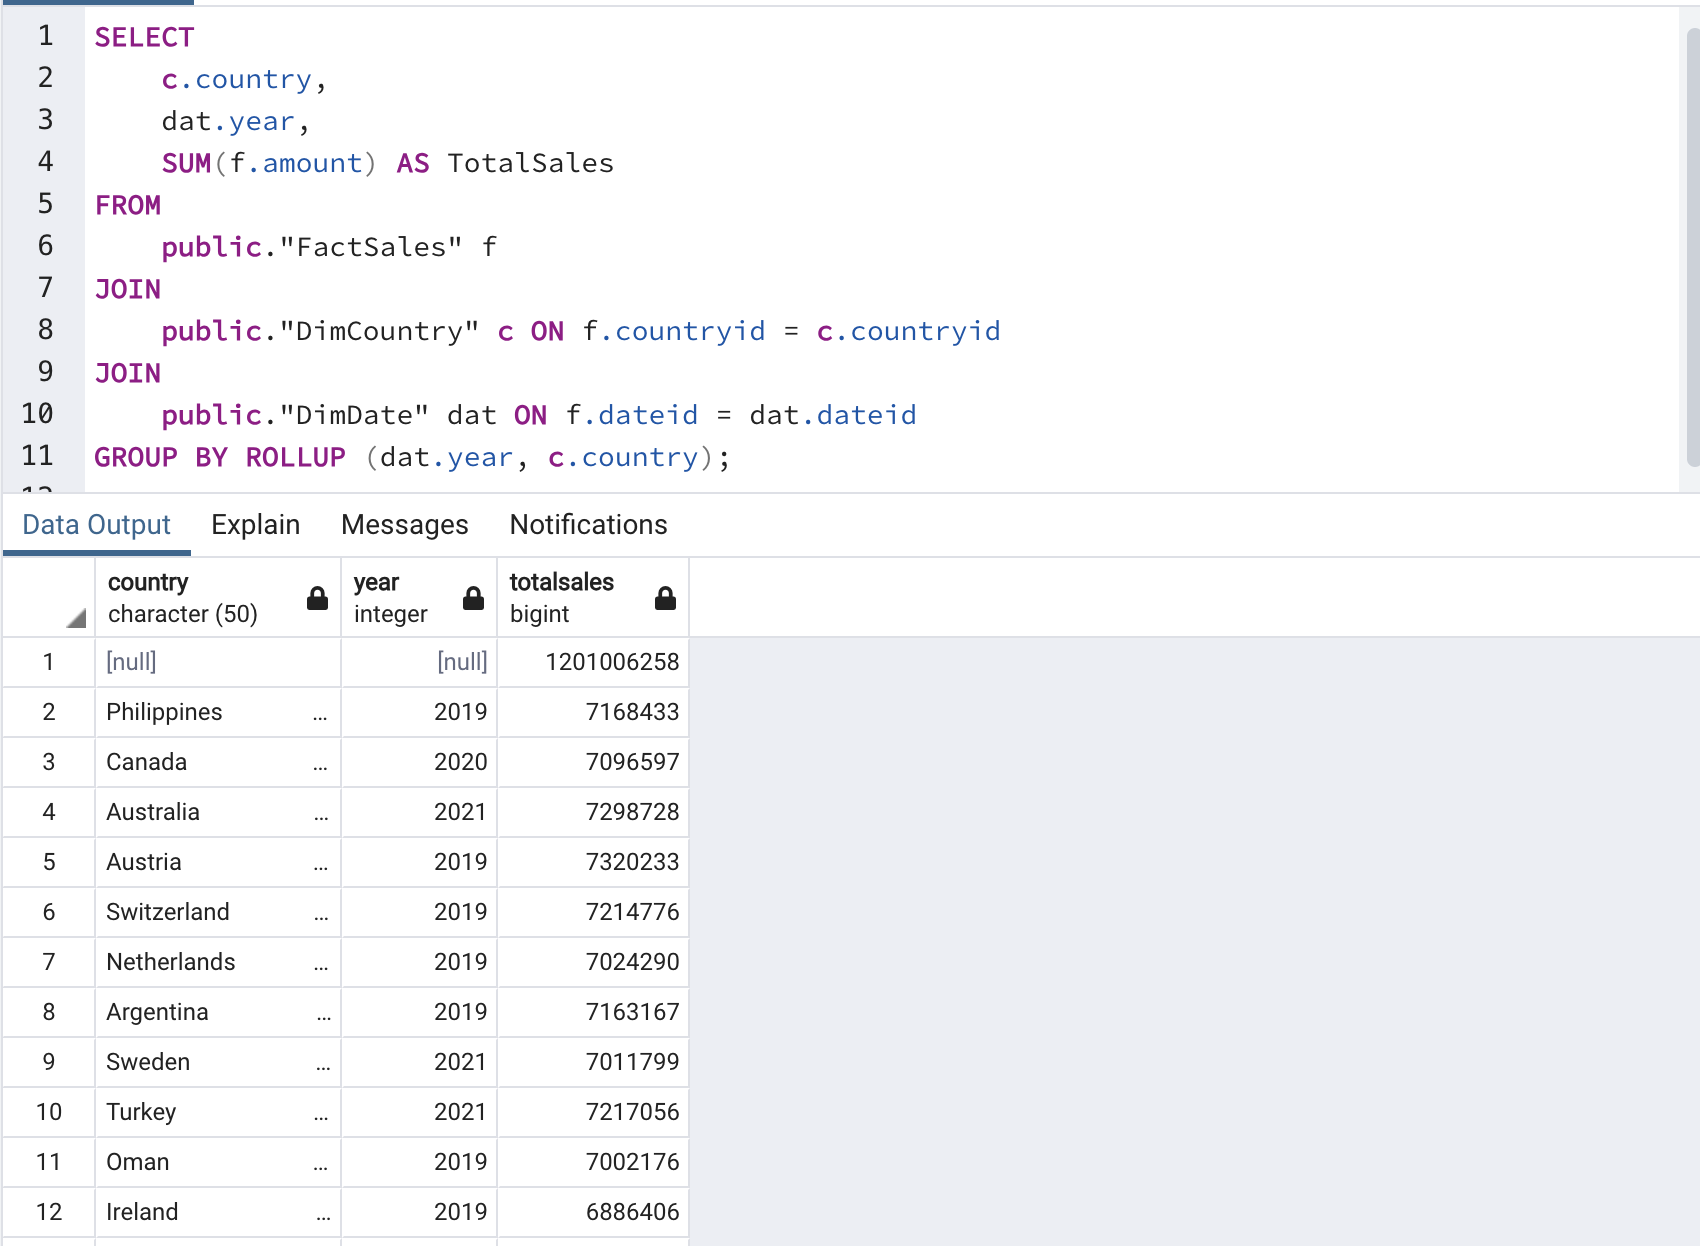 1 SELECT
2 c.country,
3 dat.year,
4 SUM(f.amount) AS TotalSales
5 FROM
6 public."FactSales" f
7 JOIN
8 public."DimCountry" c ON f.countryid = c.countryid
9 JOIN
10 public."DimDate" dat ON f.dateid = dat.dateid
11 GROUP BY ROLLUP (dat.year, c.country);
Data Output Explain Messages Notifications
country year totalsales
character (50) integer bigint
1 [null] [null] 1201006258
2 Philippines ... 2019 7168433
3 Canada ... 2020 7096597
4 Australia ... 2021 7298728
5 Austria ... 2019 7320233
6 Switzerland ... 2019 7214776
7 Netherlands ... 2019 7024290
8 Argentina ... 2019 7163167
9 Sweden ... 2021 7011799
10 Turkey ... 2021 7217056
11 Oman ... 2019 7002176
12 Ireland ... 2019 6886406